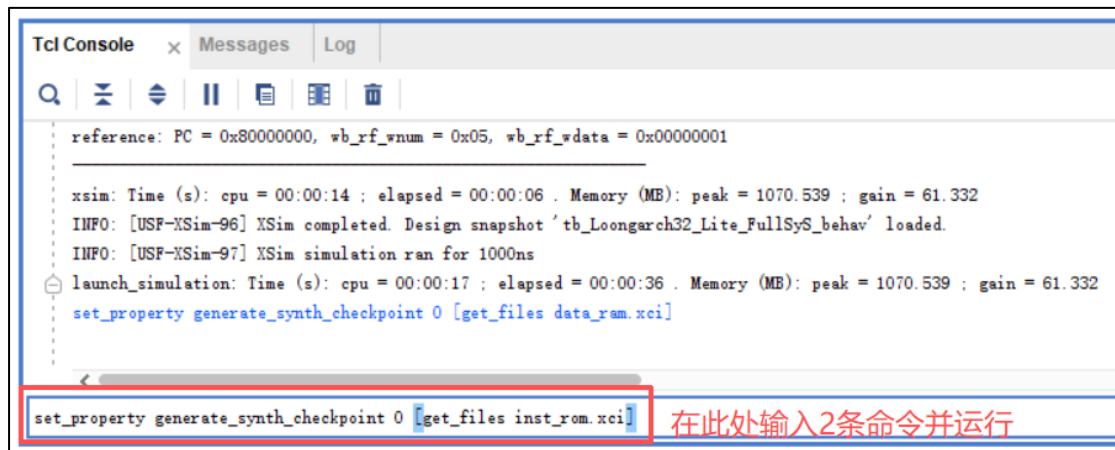 Tcl Console × Messages Log
reference: PC = 0x80000000, wb_rf_wnum = 0x05, wb_rf_wdata = 0x00000001
xsim: Time (s): cpu = 00:00:14 ; elapsed = 00:00:06 . Memory (MB): peak = 1070.539 ; gain = 61.332
INFO: [USF-XSim-96] XSim completed. Design snapshot 'tb_Loongarch32_Lite_FullSyS_behav' loaded.
INFO: [USF-XSim-97] XSim simulation ran for 1000ns
launch_simulation: Time (s): cpu = 00:00:17 ; elapsed = 00:00:36 . Memory (MB): peak = 1070.539 ; gain = 61.332
set_property generate_synth_checkpoint 0 [get_files data_ram.xci]
set_property generate_synth_checkpoint 0 [get_files inst_rom.xci] 在此处输入2条命令并运行